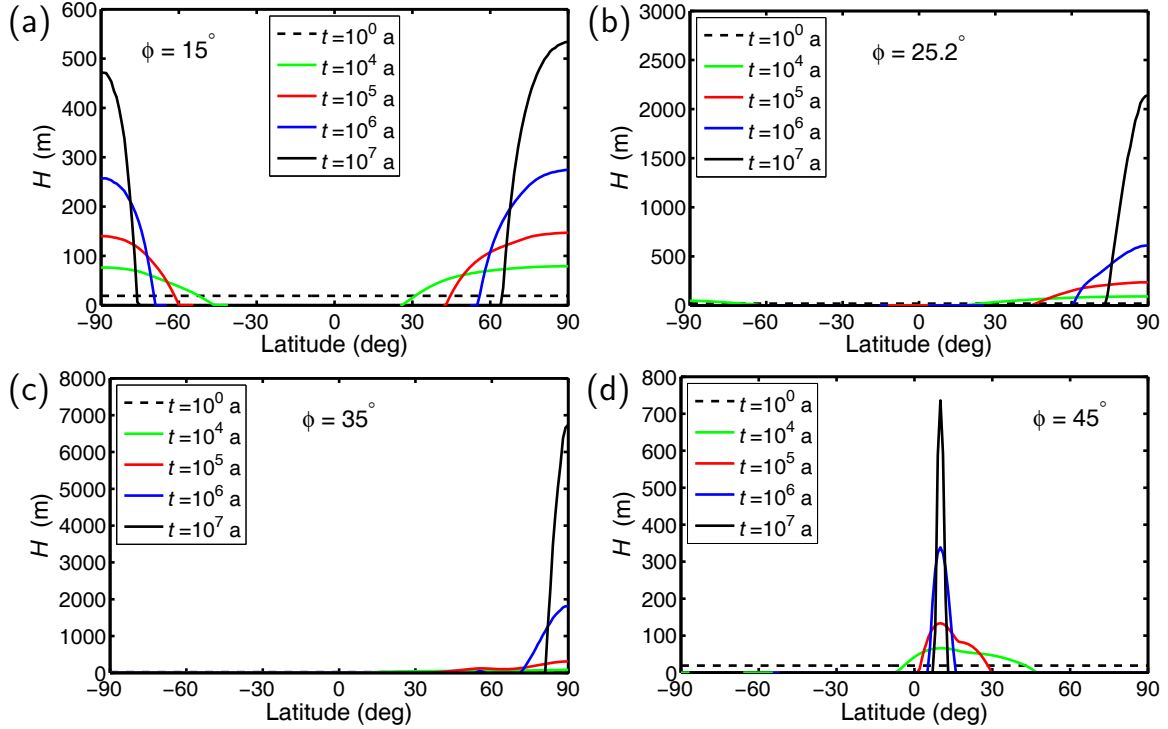 (a)
600
500
400
300
200
100
0
H (m)
ϕ = 15°
t=10⁰ a
t=10⁴ a
t=10⁵ a
t=10⁶ a
t=10⁷ a
−90 −60 −30 0 30 60 90
Latitude (deg)
(b)
3000
2500
2000
1500
1000
500
0
H (m)
t=10⁰ a
t=10⁴ a
t=10⁵ a
t=10⁶ a
t=10⁷ a
ϕ = 25.2°
−90 −60 −30 0 30 60 90
Latitude (deg)
(c)
8000
7000
6000
5000
4000
3000
2000
1000
0
H (m)
t=10⁰ a
t=10⁴ a
t=10⁵ a
t=10⁶ a
t=10⁷ a
ϕ = 35°
−90 −60 −30 0 30 60 90
Latitude (deg)
(d)
800
700
600
500
400
300
200
100
0
H (m)
t=10⁰ a
t=10⁴ a
t=10⁵ a
t=10⁶ a
t=10⁷ a
ϕ = 45°
−90 −60 −30 0 30 60 90
Latitude (deg)